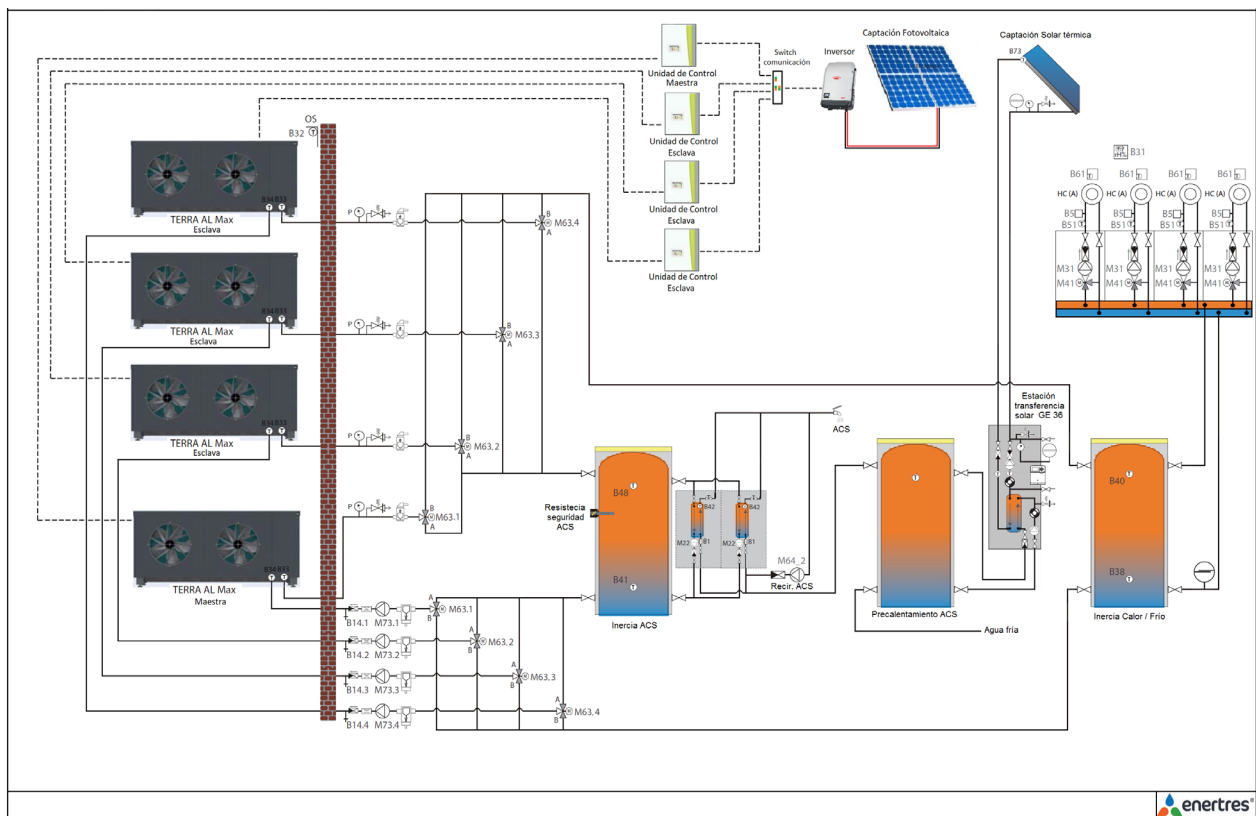 Unidad de Control
Maestra
Unidad de Control
Esclava
Unidad de Control
Esclava
Unidad de Control
Esclava
Switch
comunicación
Inversor
Captación Fotovoltaica
Captación Solar térmica
B73
OS
B32
B31
B61
B61
B61
B61
HC (A)
HC (A)
HC (A)
HC (A)
B5
B5
B5
B5
B51
B51
B51
B51
M31
M31
M31
M31
M41
M41
M41
M41
B34
B33
TERRA AL Max
Esclava
P
B
A
M63.4
B34
B33
TERRA AL Max
Esclava
P
B
A
M63.3
B34
B33
TERRA AL Max
Esclava
P
B
A
M63.2
B34
B33
TERRA AL Max
Maestra
P
B
A
M63.1
ACS
Estación
transferencia
solar GE 36
Resistecia
seguridad
ACS
B48
B41
Inercia ACS
B42
B42
M22
B1
M22
B1
M64_2
Recir. ACS
Precalentamiento ACS
Agua fría
B40
B38
Inercia Calor / Frío
B14.1
M73.1
A
B
M63.1
B14.2
M73.2
A
B
M63.2
B14.3
M73.3
A
B
M63.3
B14.4
M73.4
A
B
M63.4
enertres®